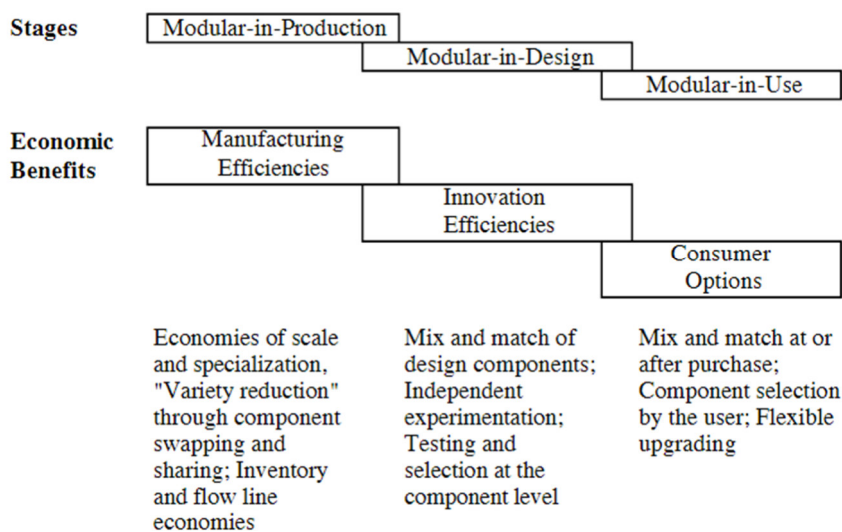 Stages
Modular-in-Production
Modular-in-Design
Modular-in-Use
Economic
Benefits
Manufacturing
Efficiencies
Innovation
Efficiencies
Consumer
Options
Economies of scale
and specialization,
"Variety reduction"
through component
swapping and
sharing; Inventory
and flow line
economies
Mix and match of
design components;
Independent
experimentation;
Testing and
selection at the
component level
Mix and match at or
after purchase;
Component selection
by the user; Flexible
upgrading